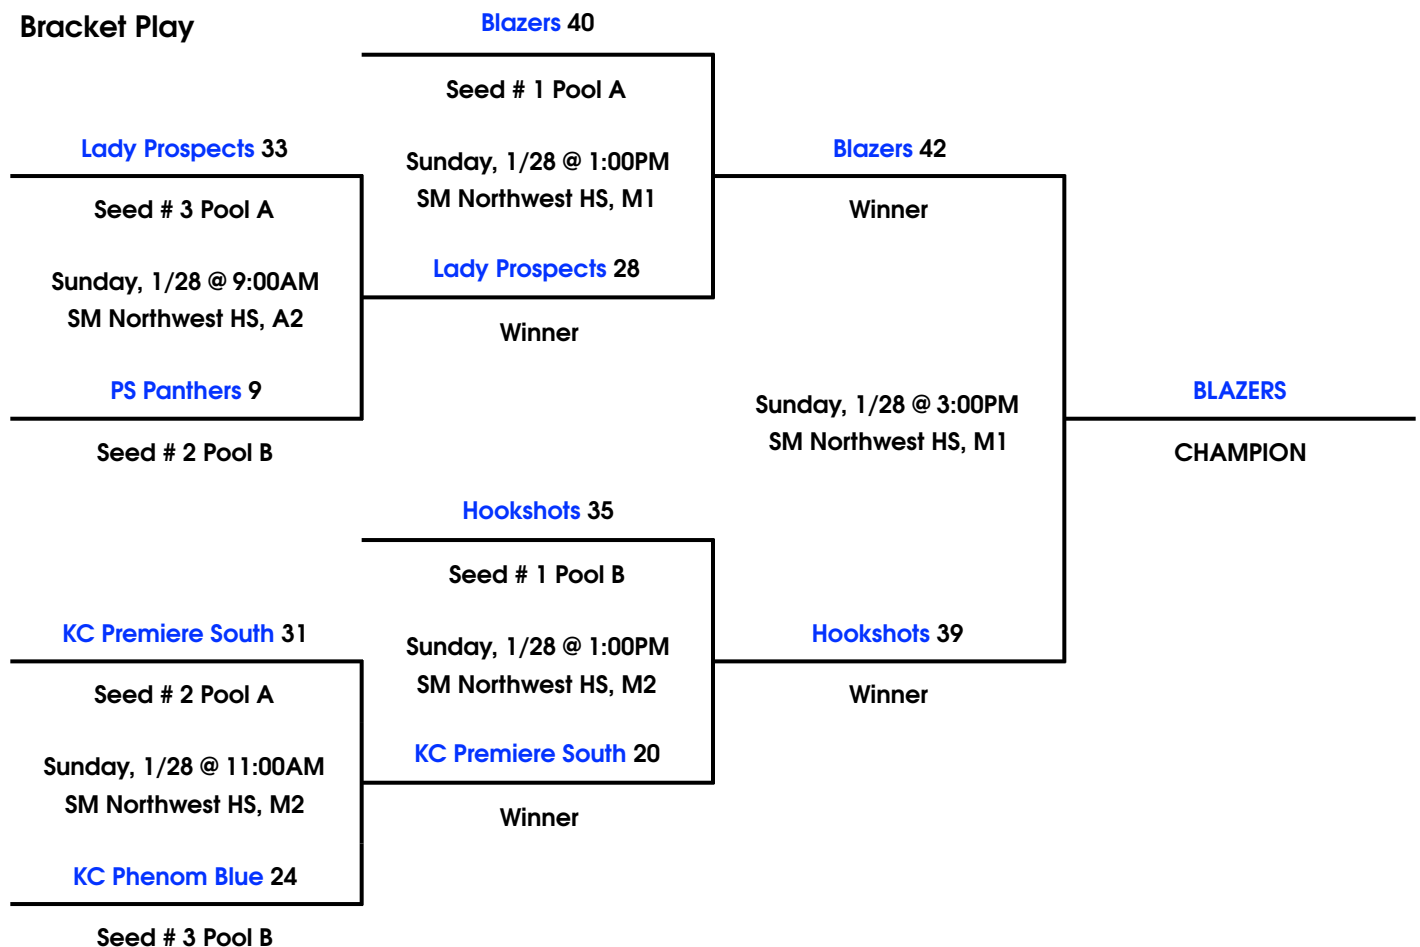 Bracket Play
Blazers 40
Seed # 1 Pool A
Sunday, 1/28 @ 1:00PM
SM Northwest HS, M1
Lady Prospects 28
Winner
Lady Prospects 33
Seed # 3 Pool A
Sunday, 1/28 @ 9:00AM
SM Northwest HS, A2
PS Panthers 9
Seed # 2 Pool B
Blazers 42
Winner
Sunday, 1/28 @ 3:00PM
SM Northwest HS, M1
BLAZERS
CHAMPION
Hookshots 35
Seed # 1 Pool B
Sunday, 1/28 @ 1:00PM
SM Northwest HS, M2
KC Premiere South 20
Winner
Hookshots 39
Winner
KC Premiere South 31
Seed # 2 Pool A
Sunday, 1/28 @ 11:00AM
SM Northwest HS, M2
KC Phenom Blue 24
Seed # 3 Pool B